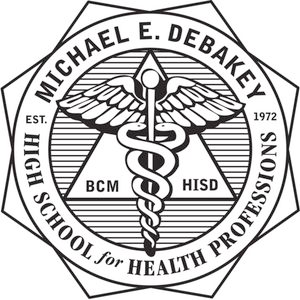 MICHAEL E. DEBAKEY
EST. 1972
BCM HISD
HIGH SCHOOL for HEALTH PROFESSIONS